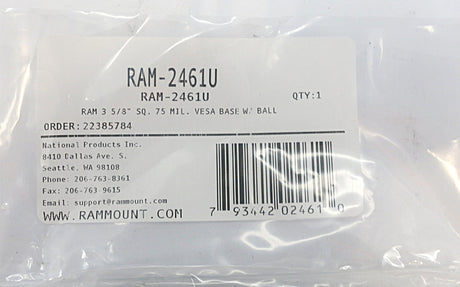 RAM-2461U
RAM-2461U QTY:1
RAM 3 5/8" SQ. 75 MIL. VESA BASE W/ BALL
ORDER:22385784
National Products Inc.
8410 Dallas Ave. S.
Seattle, WA 98108
Phone: 206-763-8361
Fax: 206-763 9615
Email: support@rammount.com
WWW.RAMMOUNT.COM
7 93442 02461 0